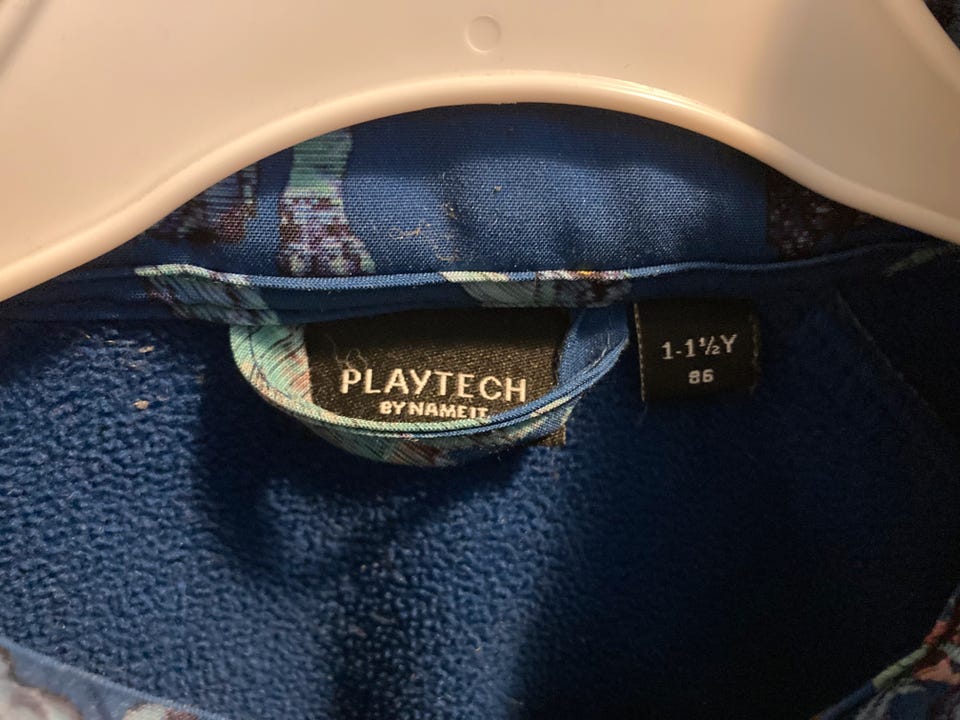 PLAYTECH
BY NAME IT.
1-1½Y
86